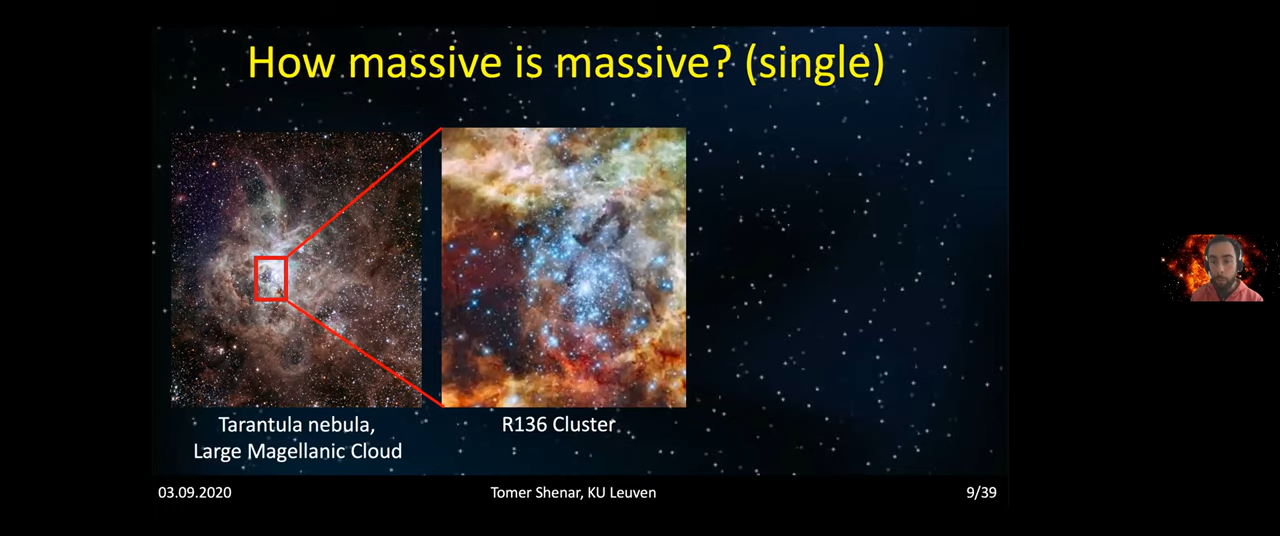 How massive is massive? (single)
Tarantula nebula,
Large Magellanic Cloud
R136 Cluster
03.09.2020
Tomer Shenar, KU Leuven
9/39